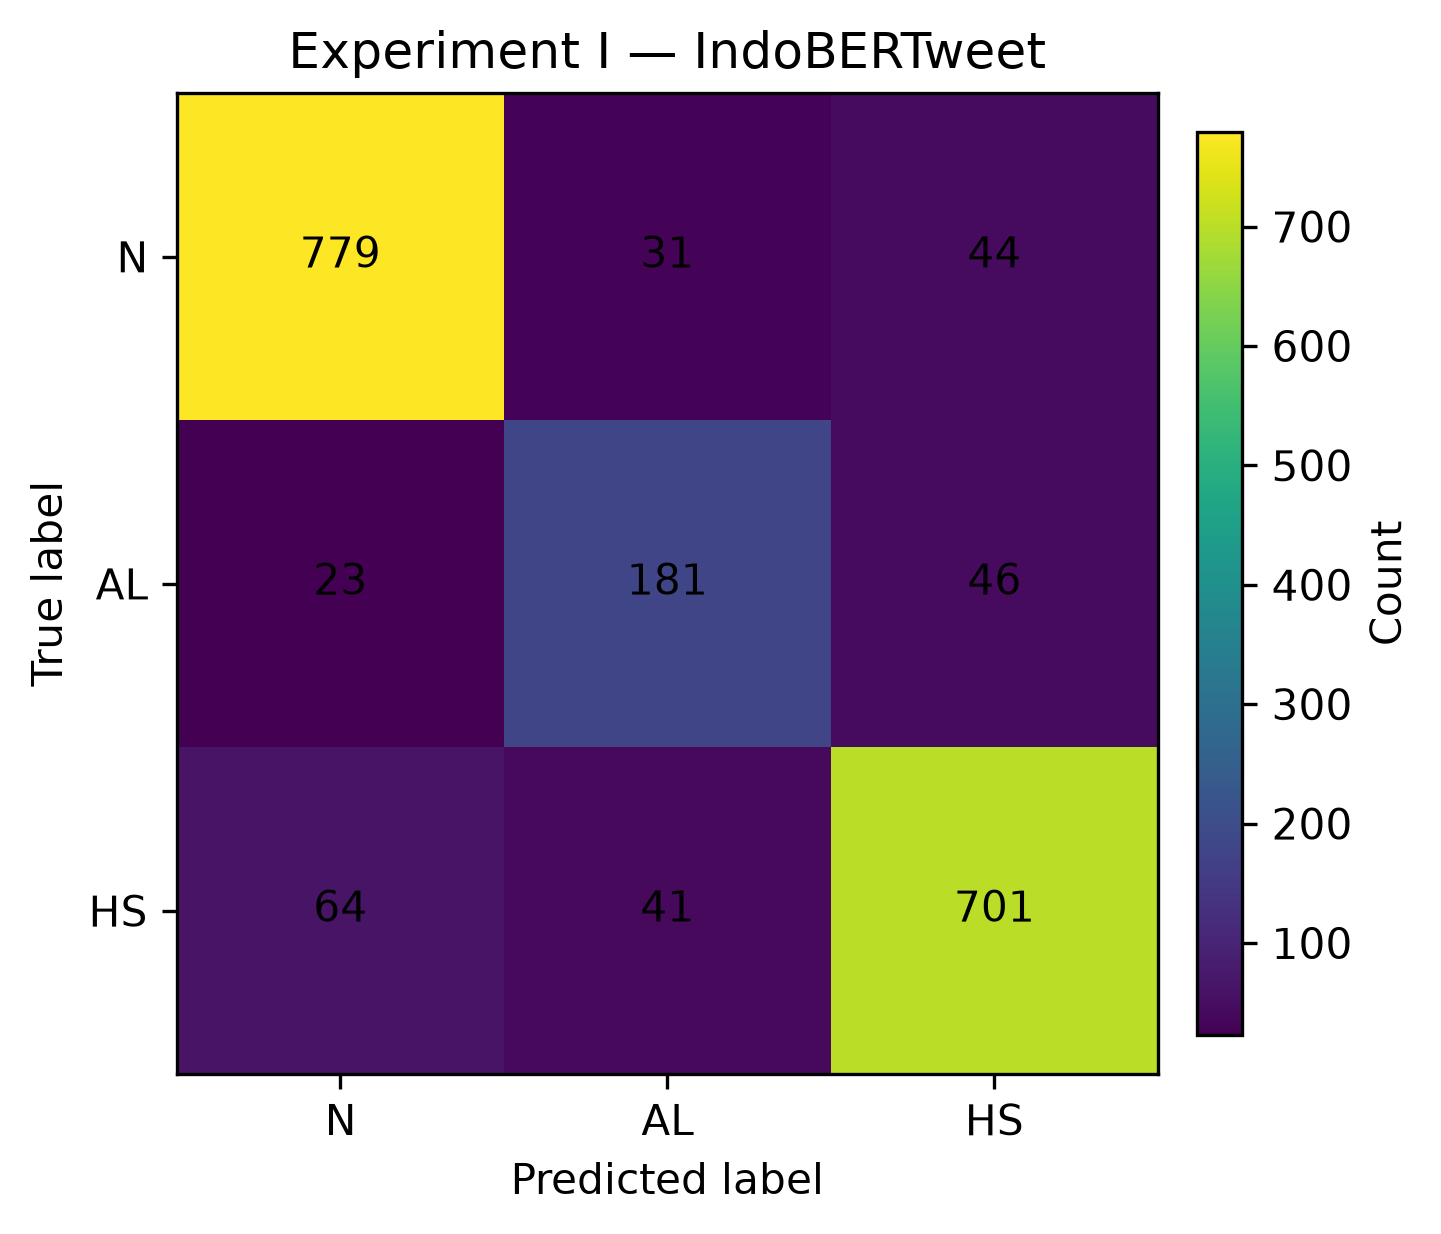 Experiment I — IndoBERTweet
N 779 31 44
AL 23 181 46
HS 64 41 701
N AL HS
Predicted label
True label
700
600
500
400
300
200
100
Count